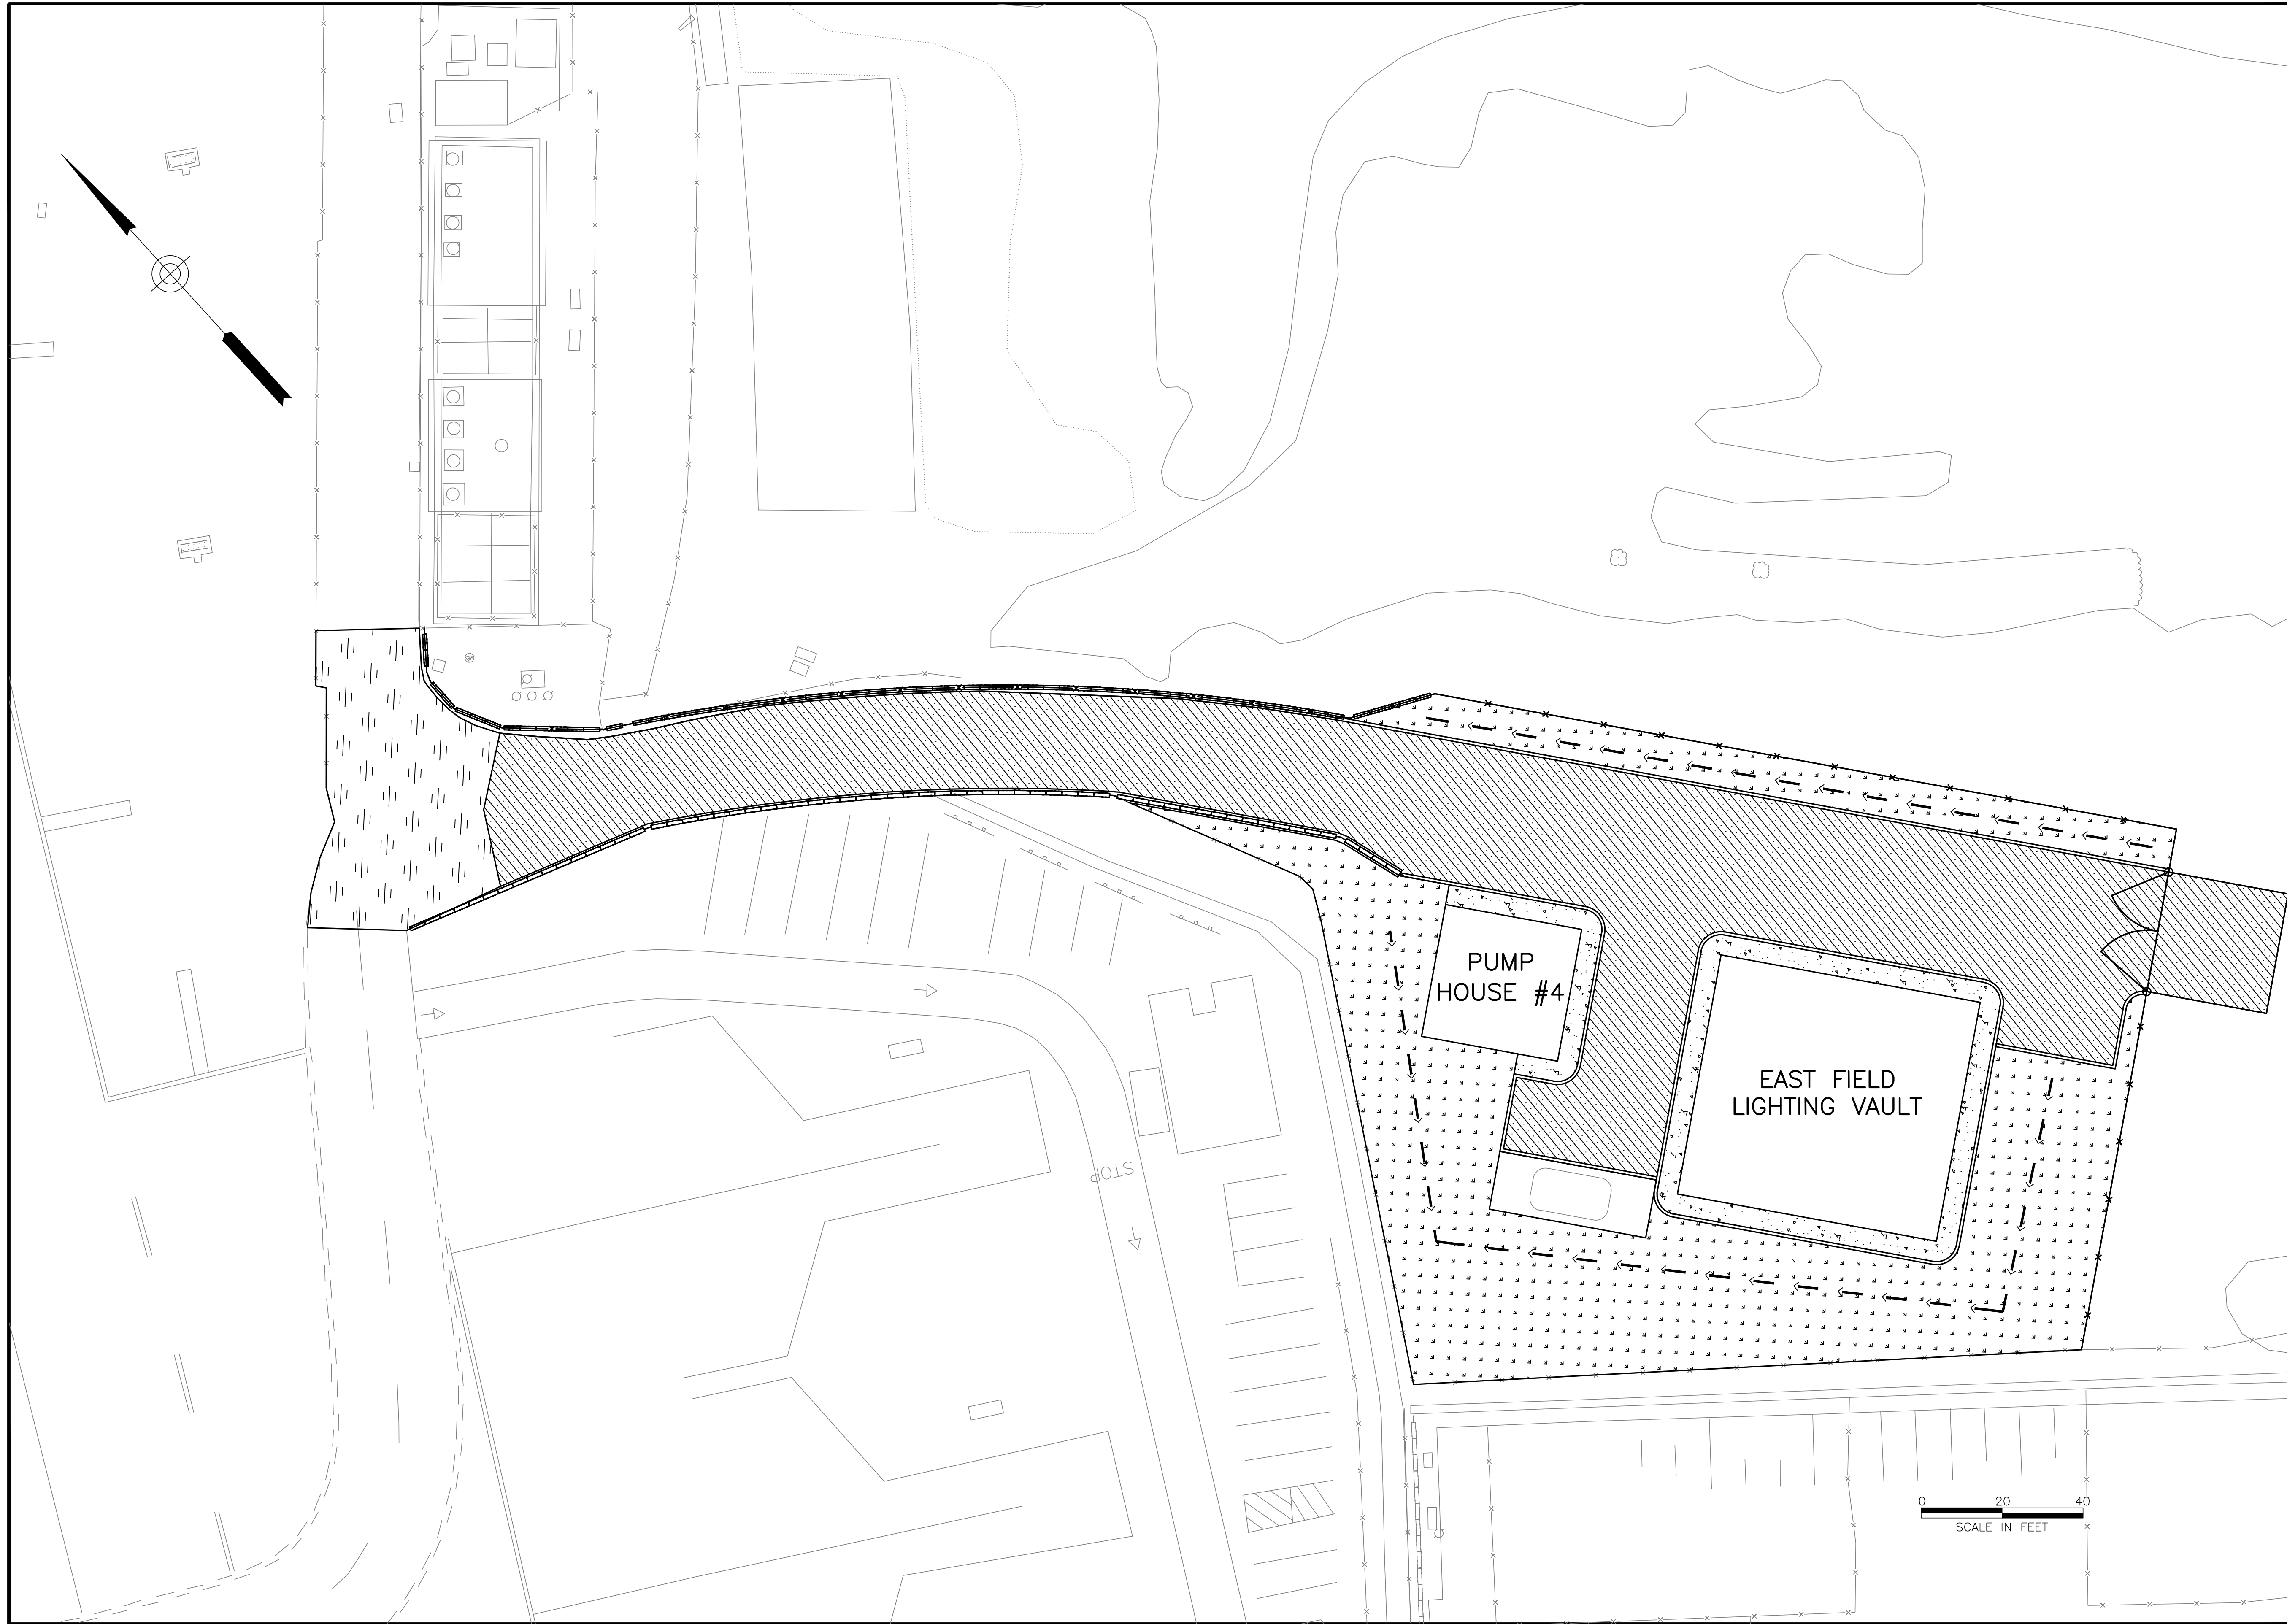 PUMP
HOUSE #4
EAST FIELD
LIGHTING VAULT
STOP
0 20 40
SCALE IN FEET